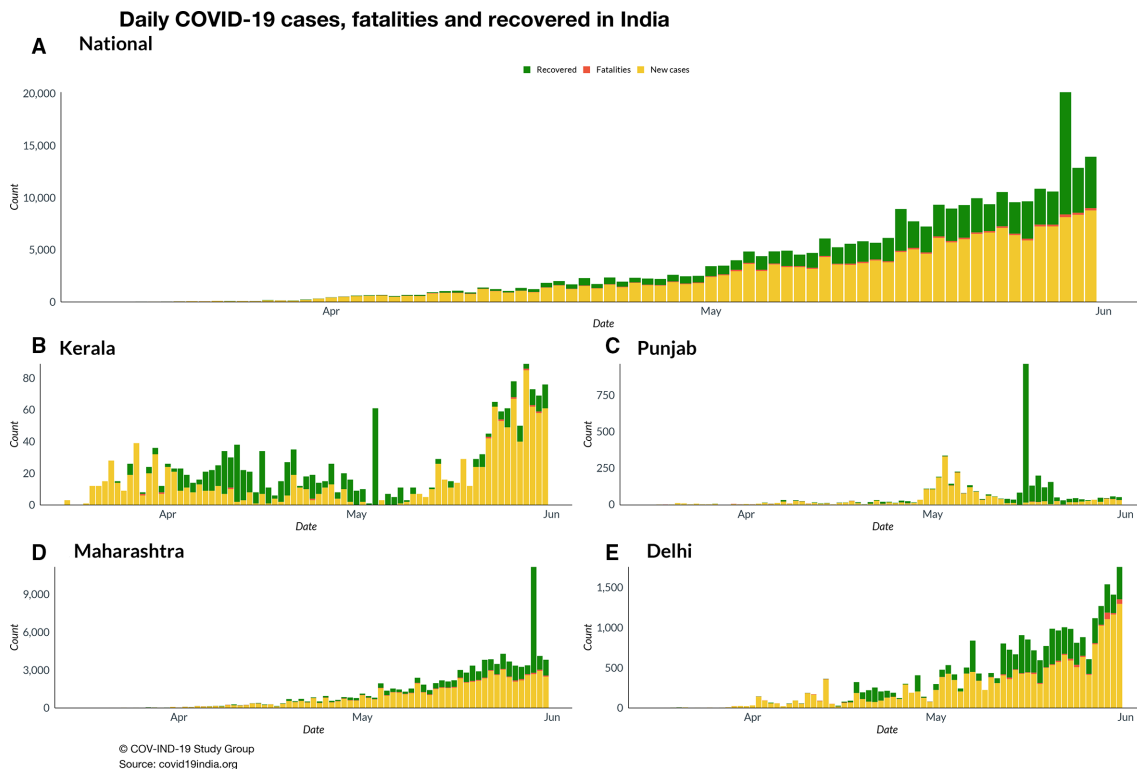 Daily COVID-19 cases, fatalities and recovered in India
A National
Recovered Fatalities New cases
20,000
15,000
10,000
5,000
0
Count
Apr May Jun
Date
B Kerala
80
60
40
20
0
Count
Apr May Jun
Date
C Punjab
750
500
250
0
Count
Apr May Jun
Date
D Maharashtra
9,000
6,000
3,000
0
Count
Apr May Jun
Date
E Delhi
1,500
1,000
500
0
Count
Apr May Jun
Date
© COV-IND-19 Study Group
Source: covid19india.org